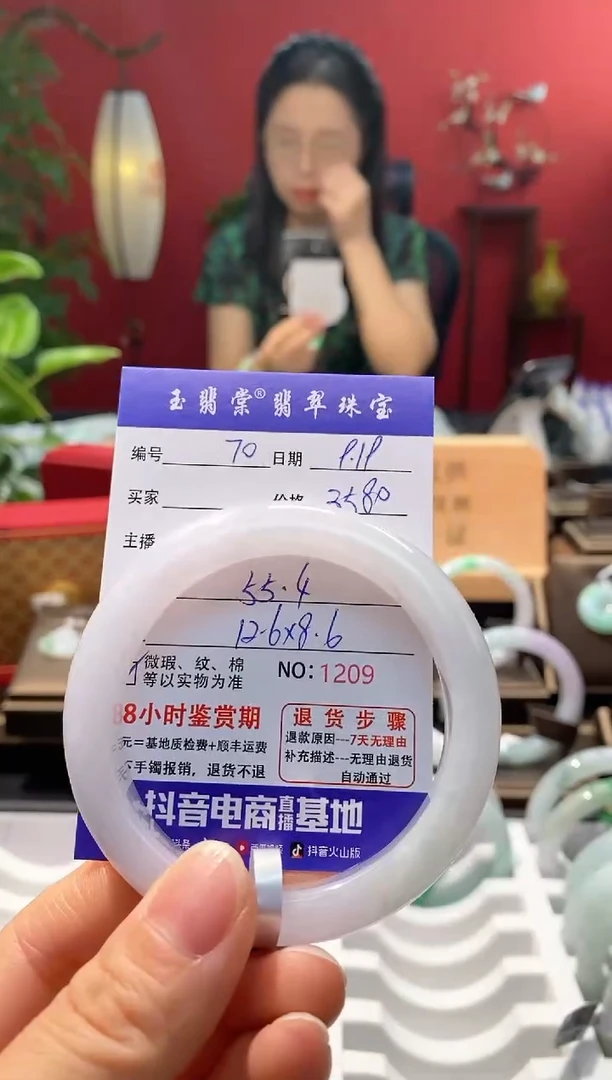 玉翡棠®翡翠珠宝
编号 70 日期 9.19
买家 价格 2580
主播
55.4
12.6x8.6
微瑕、纹、棉
等以实物为准
NO: 1209
88小时鉴赏期
元=基地质检费+顺丰运费
手镯报销，退货不退
退货步骤
退款原因---7天无理由
补充描述---无理由退货
自动通过
抖音电商直播基地
抖音火山版